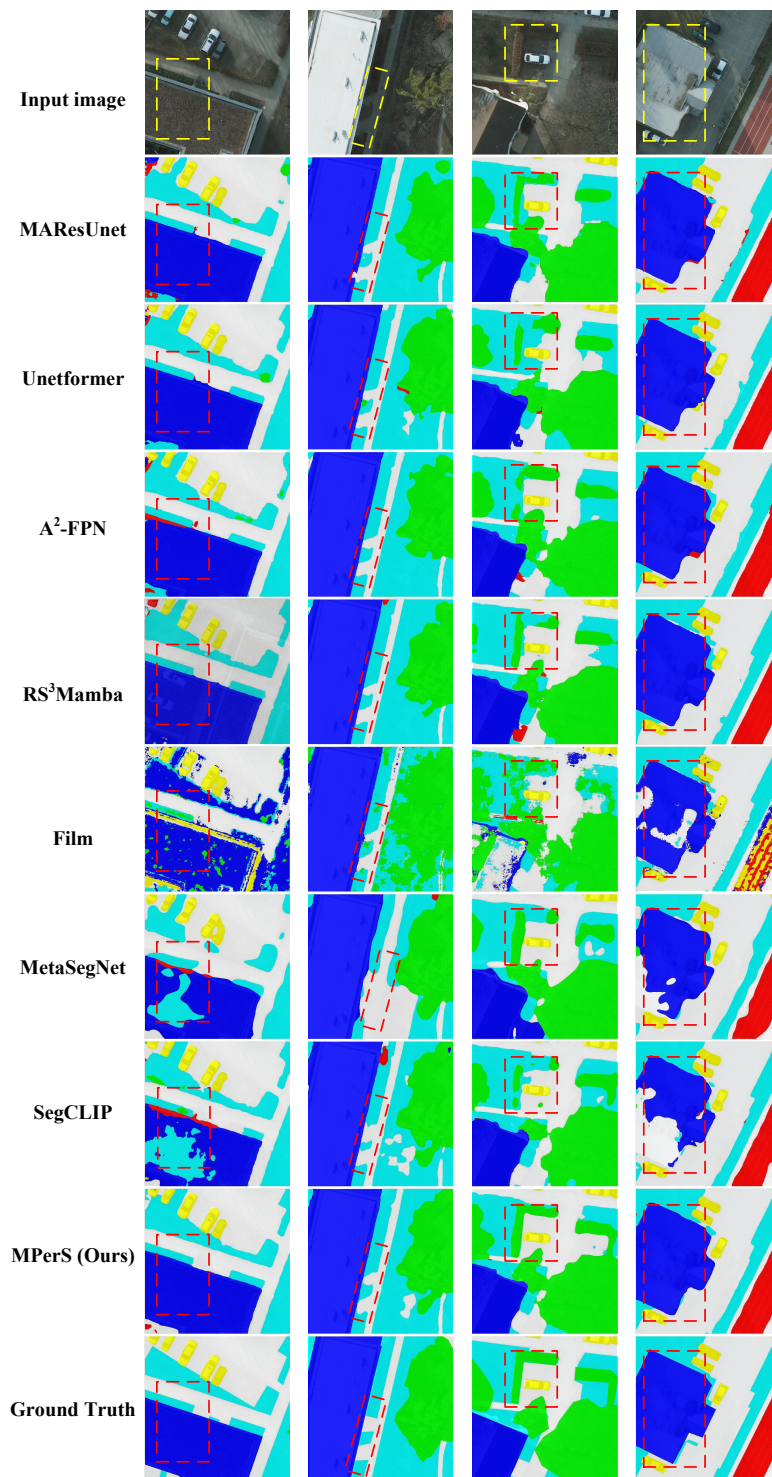 Input image
MAResUnet
Unetformer
A²-FPN
RS³Mamba
Film
MetaSegNet
SegCLIP
MPerS (Ours)
Ground Truth